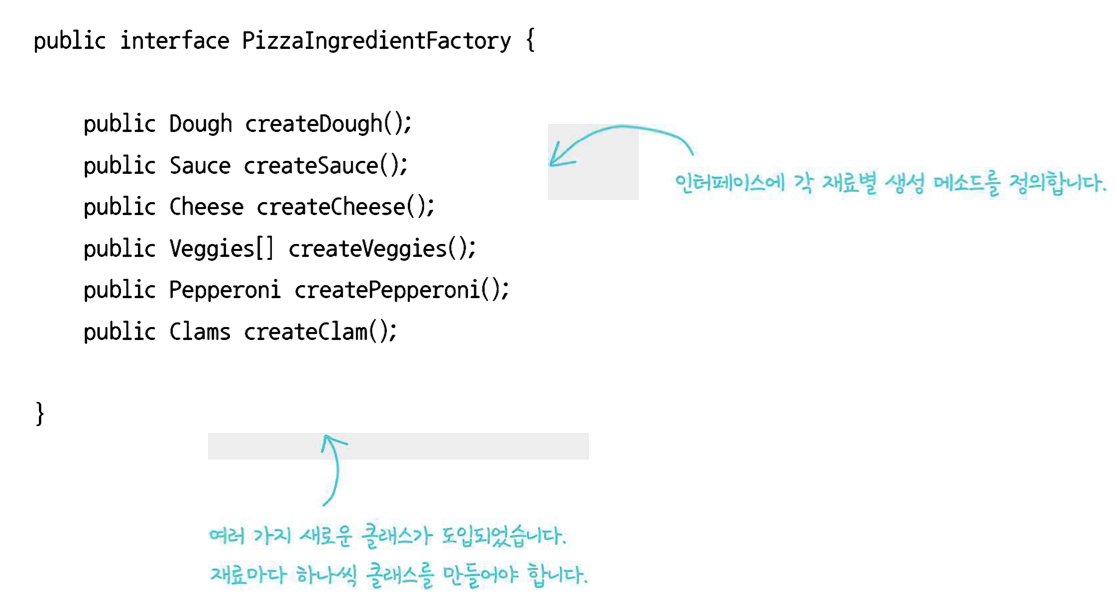 public interface PizzaIngredientFactory {
public Dough createDough();
public Sauce createSauce();
인터페이스에 각 재료별 생성 메소드를 정의합니다.
public Cheese createCheese();
public Veggies[] createVeggies();
public Pepperoni createPepperoni();
public Clams createClam();
}
여러 가지 새로운 클래스가 도입되었습니다.
재료마다 하나씩 클래스를 만들어야 합니다.